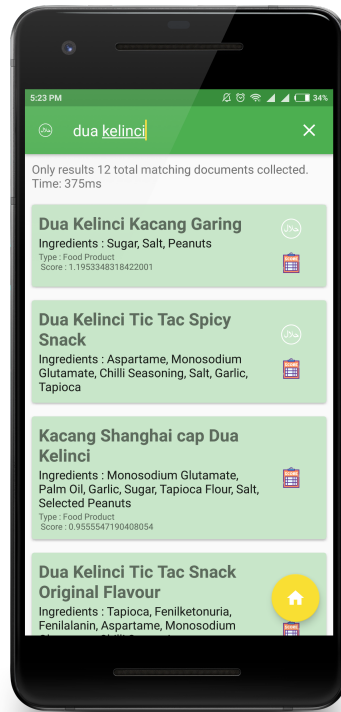 5:23 PM
34%
حلال
dua kelinci
Only results 12 total matching documents collected.
Time: 375ms
Dua Kelinci Kacang Garing
حلال
Ingredients : Sugar, Salt, Peanuts
Type : Food Product
Score : 1.1953348318422001
Dua Kelinci Tic Tac Spicy
Snack
حلال
Ingredients : Aspartame, Monosodium
Glutamate, Chilli Seasoning, Salt, Garlic,
Tapioca
Kacang Shanghai cap Dua
Kelinci
Ingredients : Monosodium Glutamate,
Palm Oil, Garlic, Sugar, Tapioca Flour, Salt,
Selected Peanuts
Type : Food Product
Score : 0.9555547190408054
Dua Kelinci Tic Tac Snack
Original Flavour
Ingredients : Tapioca, Fenilketonuria,
Fenilalanin, Aspartame, Monosodium